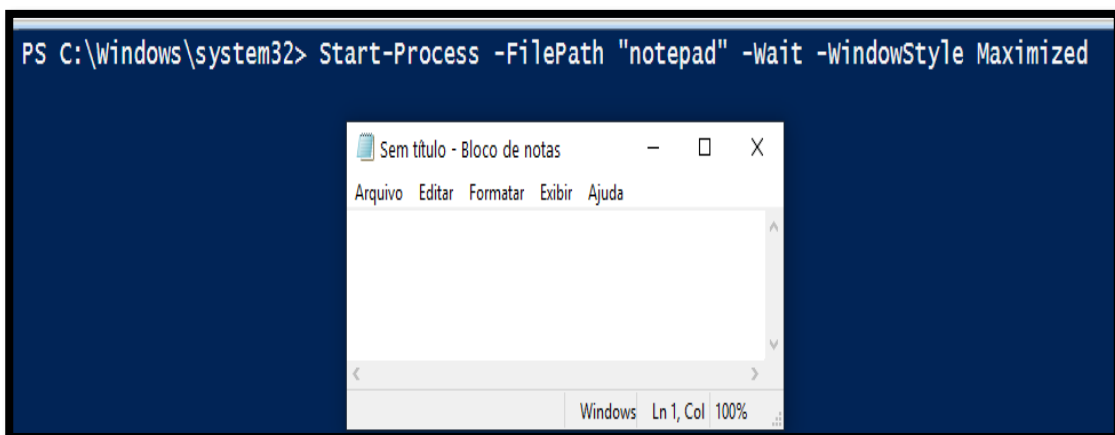 PS C:\Windows\system32> Start-Process -FilePath "notepad" -Wait -WindowStyle Maximized
Sem título - Bloco de notas
Arquivo Editar Formatar Exibir Ajuda
Windows Ln 1, Col 100%